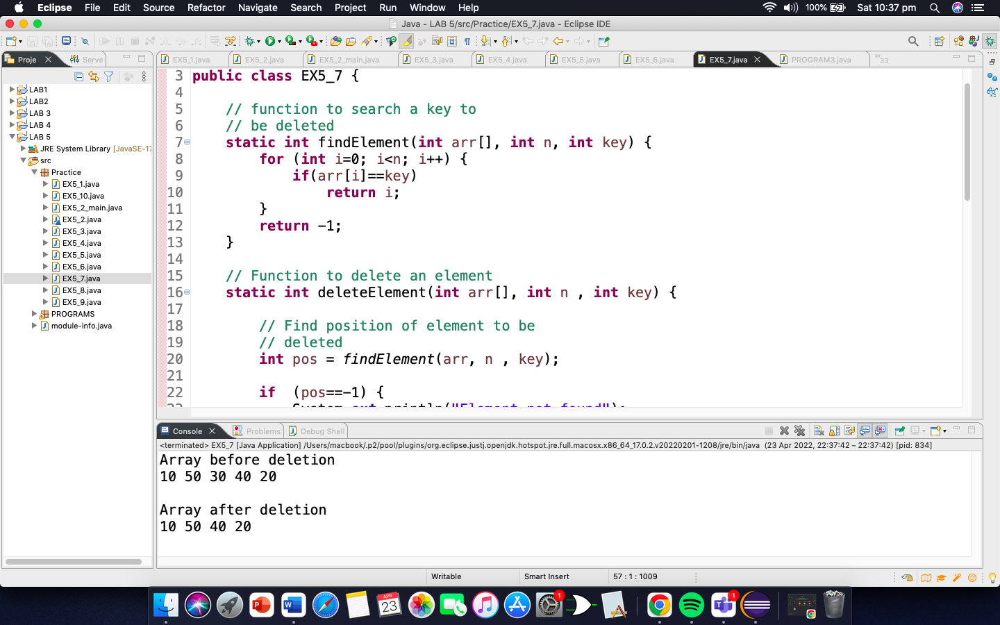 Eclipse File Edit Source Refactor Navigate Search Project Run Window Help 100% Sat 10:37 pm
Java - LAB 5/src/Practice/EX5_7.java - Eclipse IDE
Proje Serve EX5_1.java EX5_2.java EX5_2_main.java EX5_3.java EX5_4.java EX5_5.java EX5_6.java EX5_7.java PROGRAM3.java »33
LAB1
LAB2
LAB 3
LAB 4
LAB 5
JRE System Library [JavaSE-17
src
Practice
EX5_1.java
EX5_10.java
EX5_2_main.java
EX5_2.java
EX5_3.java
EX5_4.java
EX5_5.java
EX5_6.java
EX5_7.java
EX5_8.java
EX5_9.java
PROGRAMS
module-info.java
3 public class EX5_7 {
4
5 // function to search a key to
6 // be deleted
7 static int findElement(int arr[], int n, int key) {
8 for (int i=0; i<n; i++) {
9 if(arr[i]==key)
10 return i;
11 }
12 return -1;
13 }
14
15 // Function to delete an element
16 static int deleteElement(int arr[], int n , int key) {
17
18 // Find position of element to be
19 // deleted
20 int pos = findElement(arr, n , key);
21
22 if (pos==-1) {
23 System.out.println("Element not found");
Console Problems Debug Shell
<terminated> EX5_7 [Java Application] /Users/macbook/.p2/pool/plugins/org.eclipse.justj.openjdk.hotspot.jre.full.macosx.x86_64_17.0.2.v20220201-1208/jre/bin/java (23 Apr 2022, 22:37:42 – 22:37:42) [pid: 834]
Array before deletion
10 50 30 40 20
Array after deletion
10 50 40 20
Writable Smart Insert 57 : 1 : 1009
APR
23
1
1